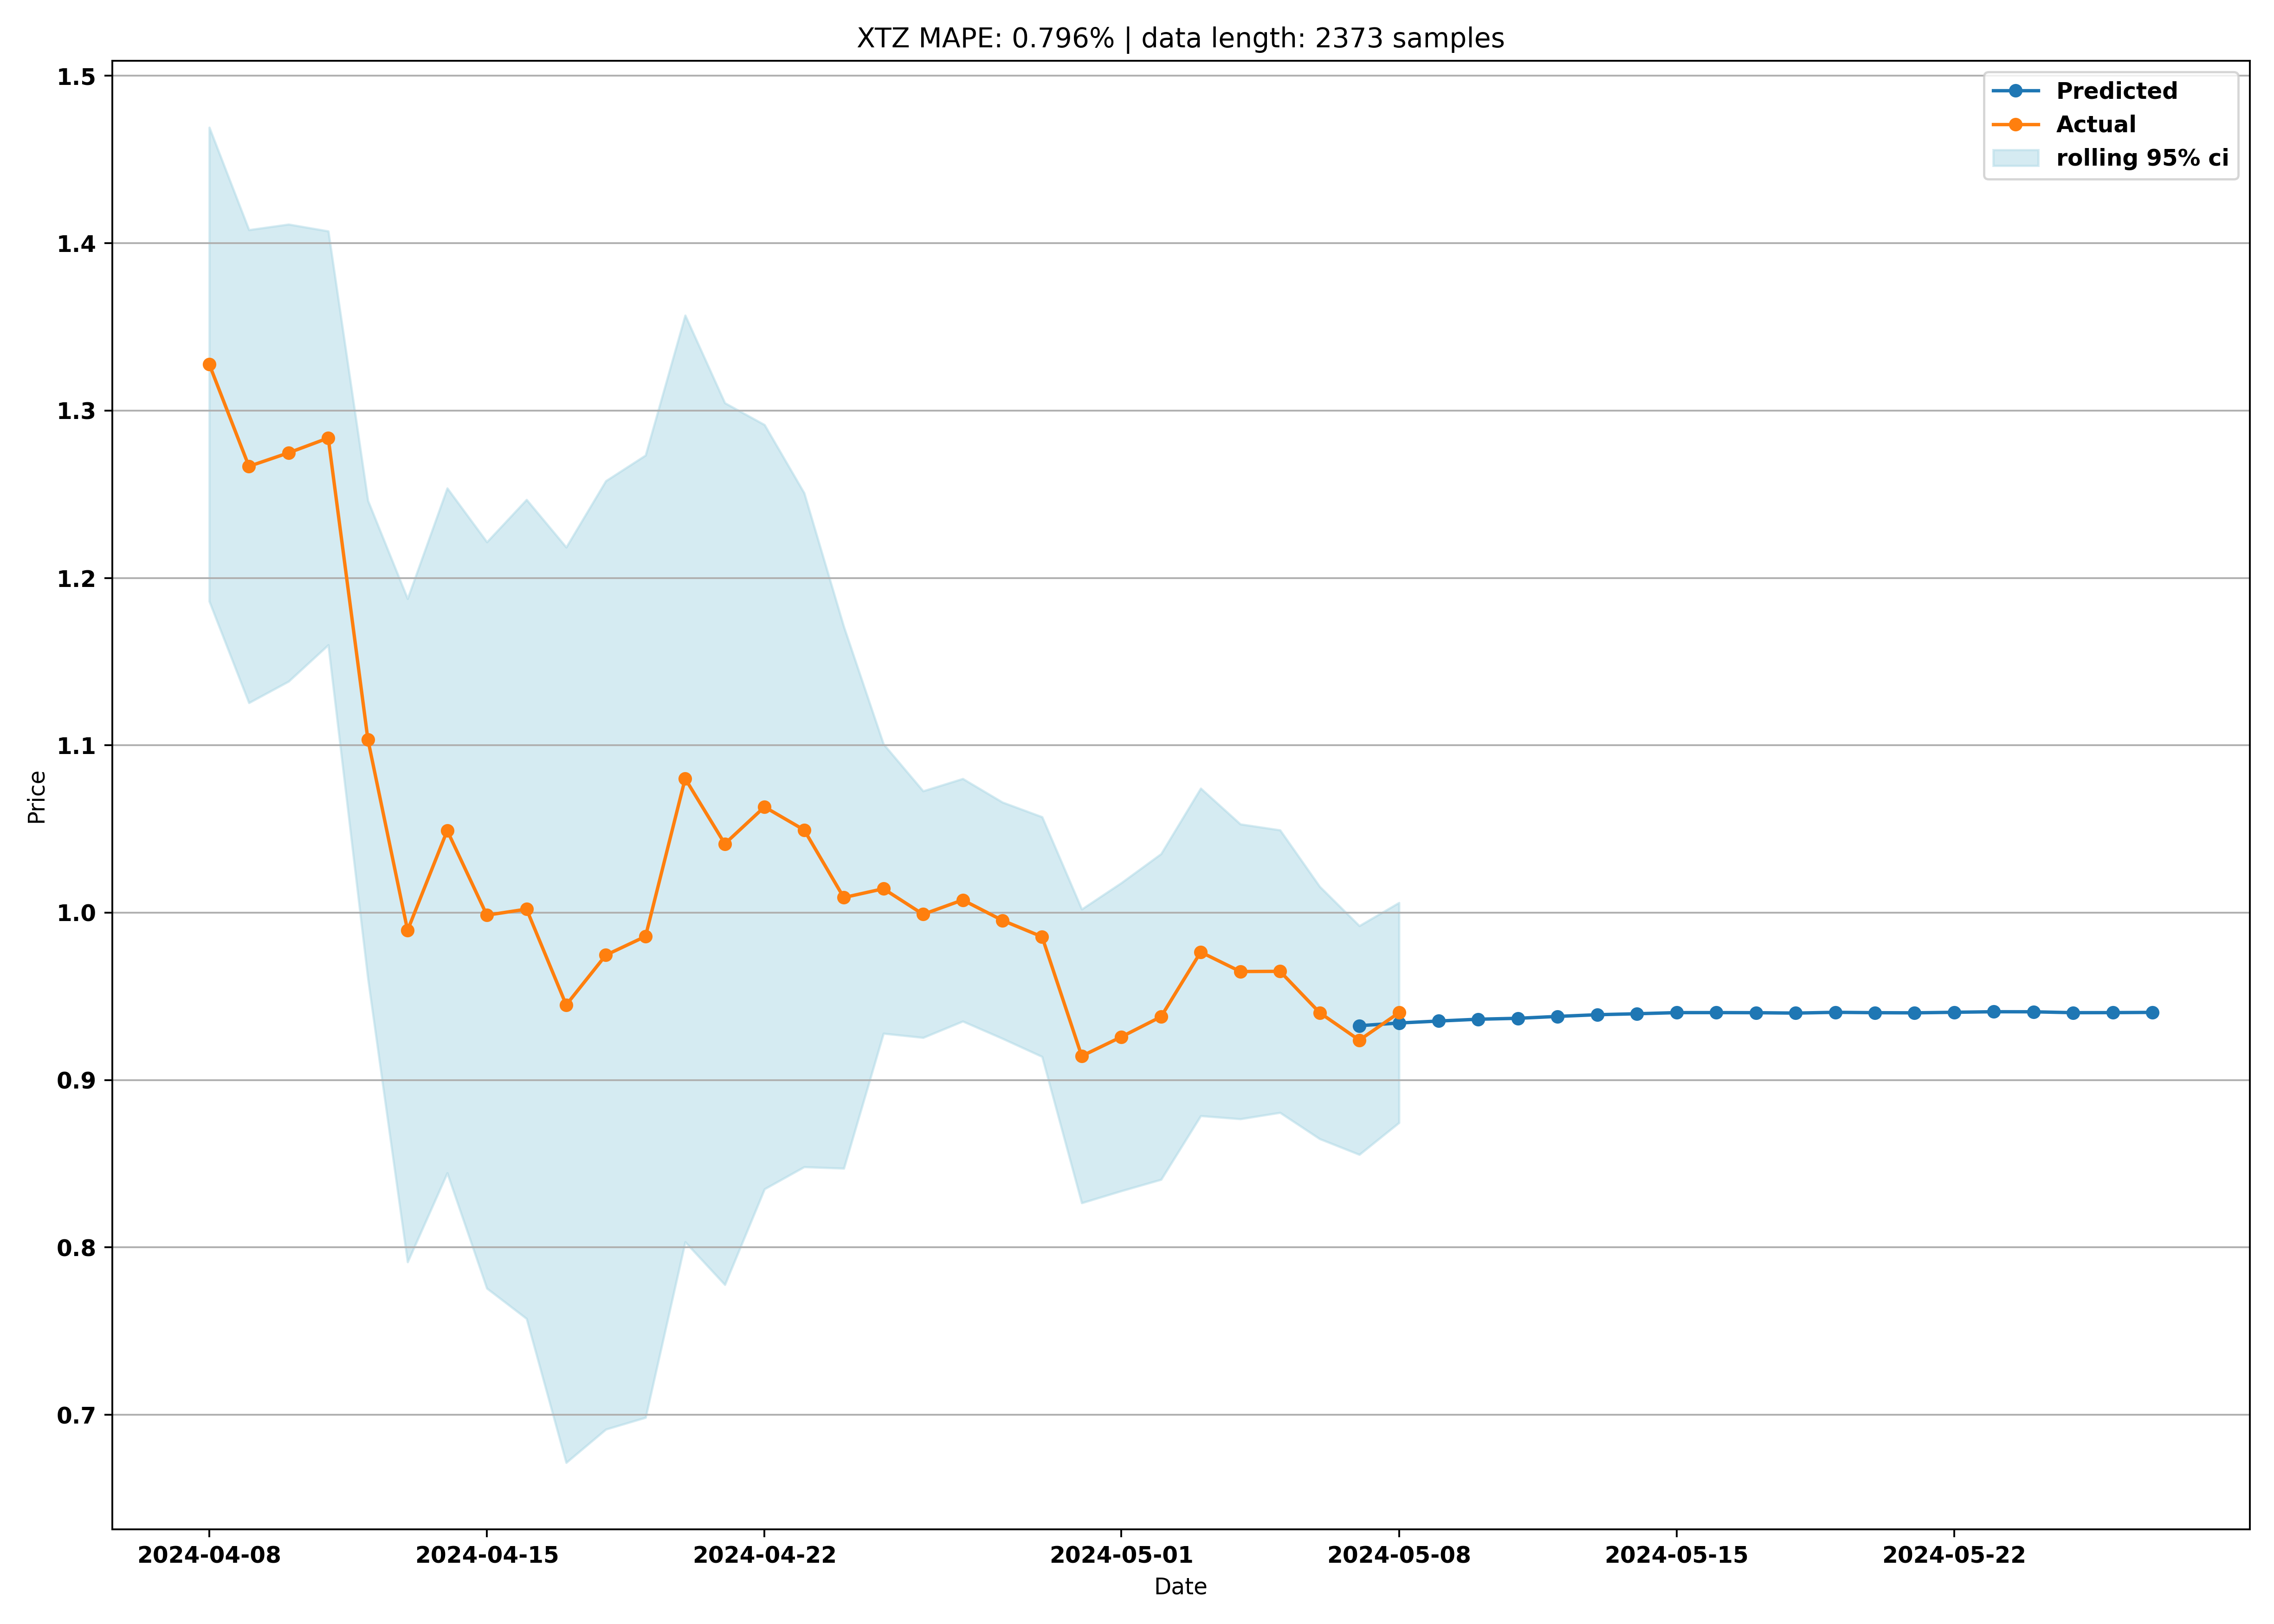 XTZ MAPE: 0.796% | data length: 2373 samples
1.5
1.4
1.3
1.2
1.1
1.0
0.9
0.8
0.7
Price
Predicted
Actual
rolling 95% ci
2024-04-08 2024-04-15 2024-04-22 2024-05-01 2024-05-08 2024-05-15 2024-05-22
Date